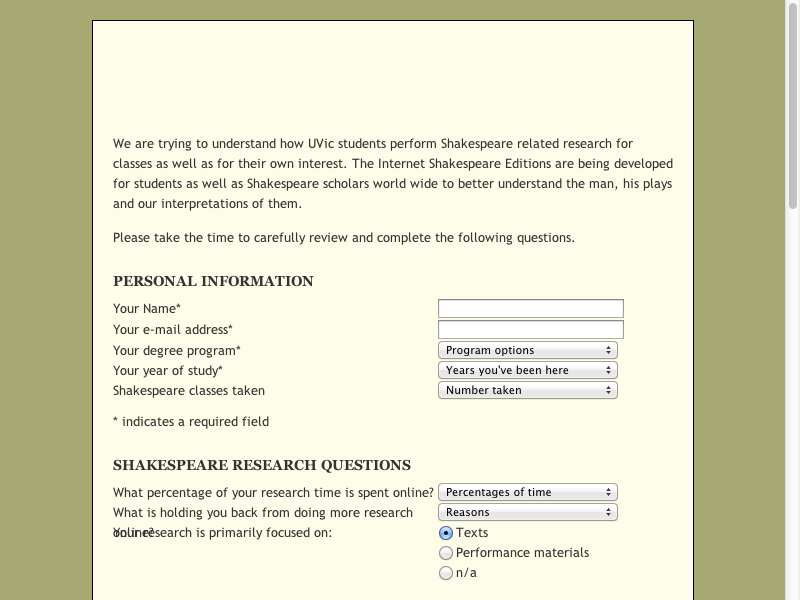 We are trying to understand how UVic students perform Shakespeare related research for
classes as well as for their own interest. The Internet Shakespeare Editions are being developed
for students as well as Shakespeare scholars world wide to better understand the man, his plays
and our interpretations of them.
Please take the time to carefully review and complete the following questions.
PERSONAL INFORMATION
Your Name*
Your e-mail address*
Your degree program* Program options
Your year of study* Years you've been here
Shakespeare classes taken Number taken
* indicates a required field
SHAKESPEARE RESEARCH QUESTIONS
What percentage of your research time is spent online? Percentages of time
What is holding you back from doing more research Reasons
online?
Your research is primarily focused on: Texts
Performance materials
n/a